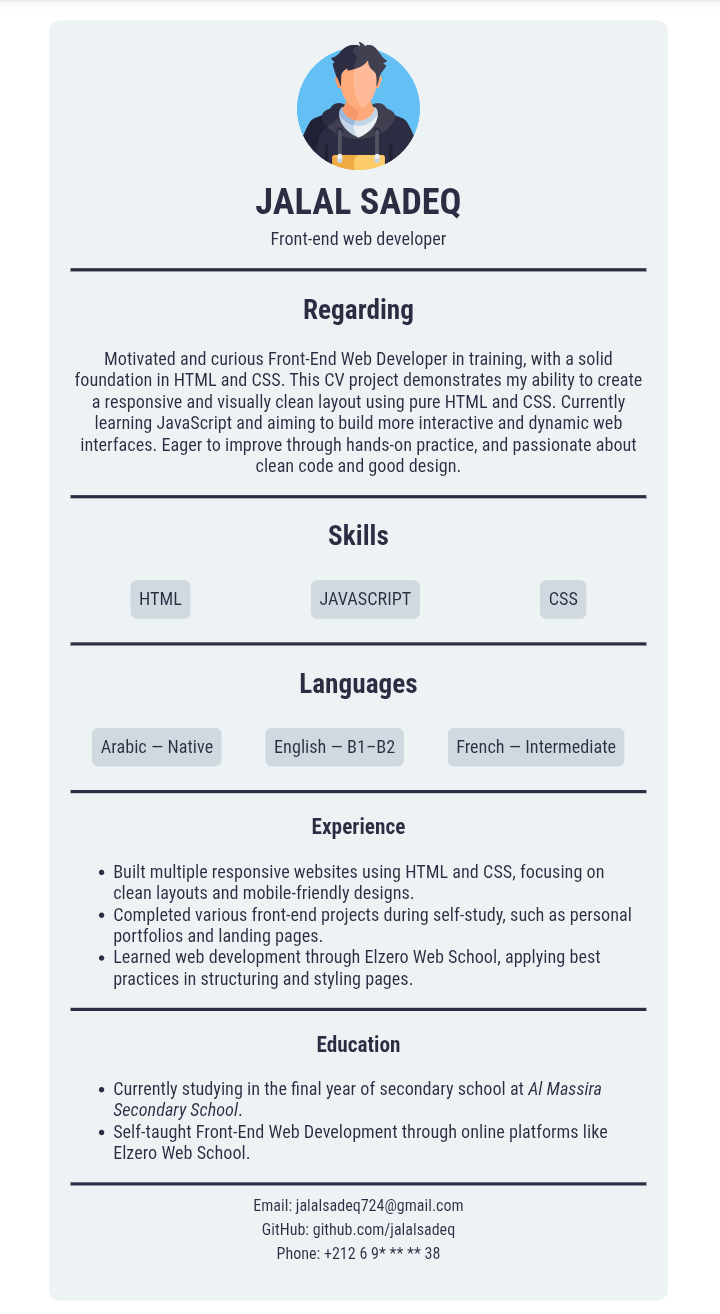 JALAL SADEQ
Front-end web developer
Regarding
Motivated and curious Front-End Web Developer in training, with a solid
foundation in HTML and CSS. This CV project demonstrates my ability to create
a responsive and visually clean layout using pure HTML and CSS. Currently
learning JavaScript and aiming to build more interactive and dynamic web
interfaces. Eager to improve through hands-on practice, and passionate about
clean code and good design.
Skills
HTML JAVASCRIPT CSS
Languages
Arabic — Native English — B1–B2 French — Intermediate
Experience
• Built multiple responsive websites using HTML and CSS, focusing on
clean layouts and mobile-friendly designs.
• Completed various front-end projects during self-study, such as personal
portfolios and landing pages.
• Learned web development through Elzero Web School, applying best
practices in structuring and styling pages.
Education
• Currently studying in the final year of secondary school at Al Massira
Secondary School.
• Self-taught Front-End Web Development through online platforms like
Elzero Web School.
Email: jalalsadeq724@gmail.com
GitHub: github.com/jalalsadeq
Phone: +212 6 9* ** ** 38